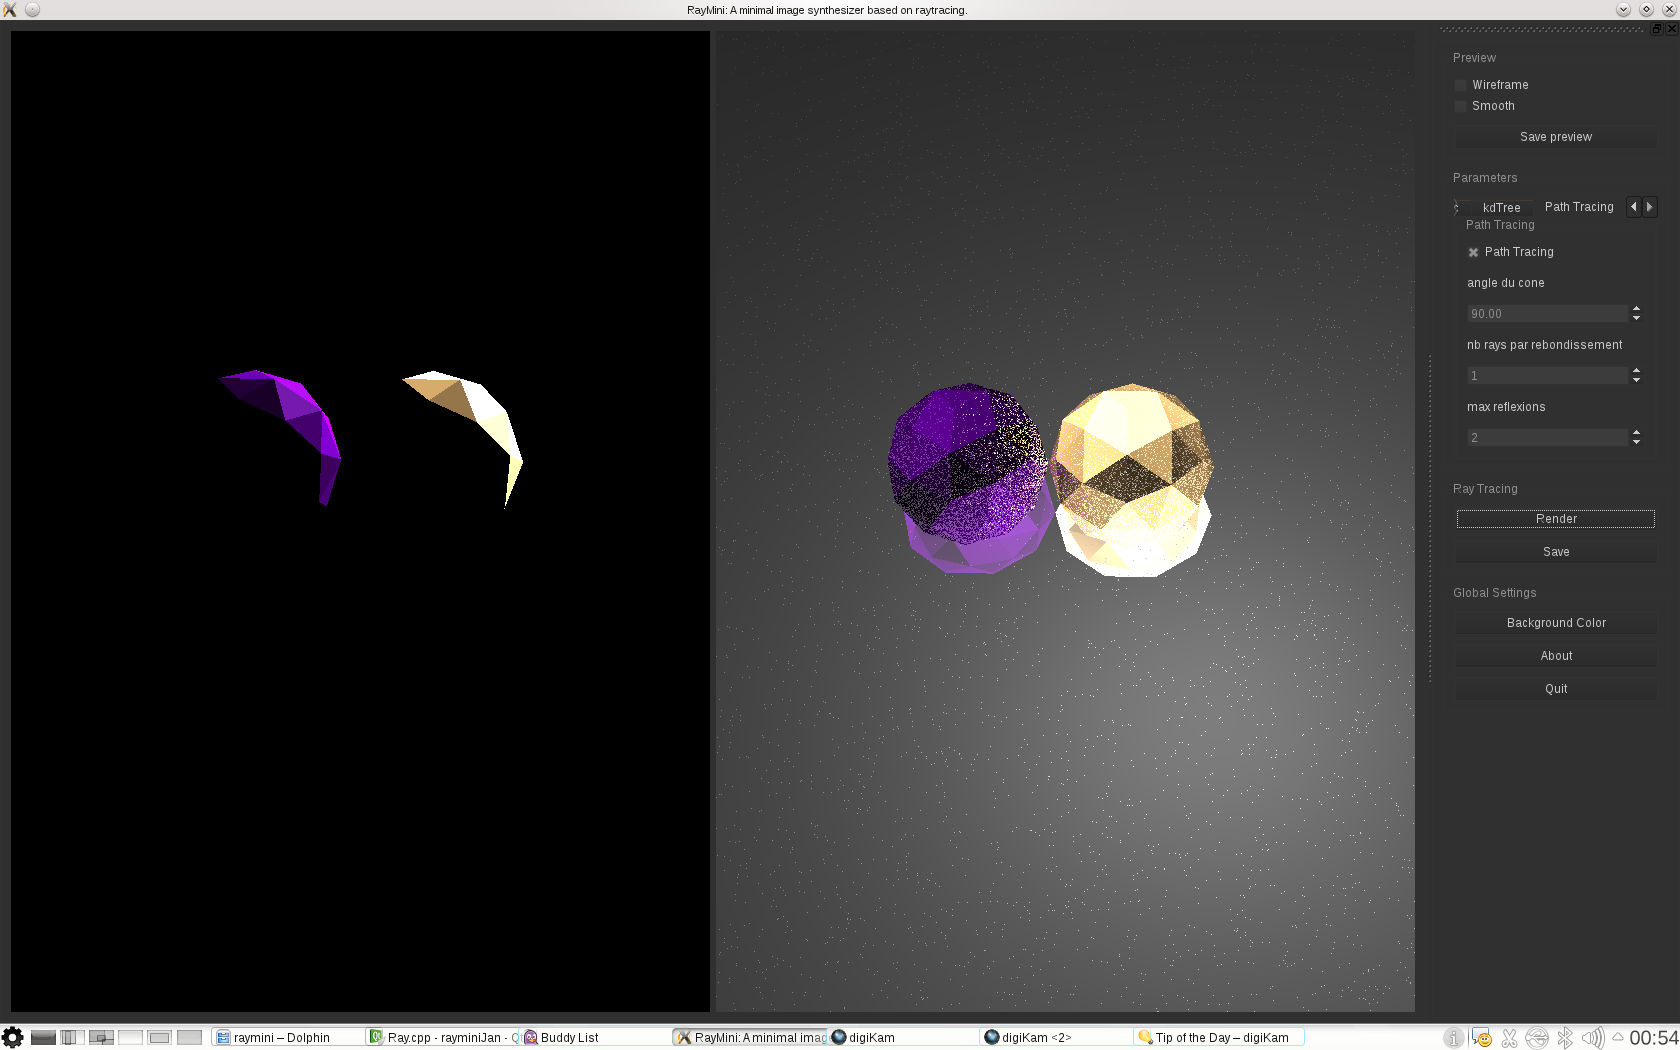 RayMini: A minimal image synthesizer based on raytracing.
Preview
Wireframe
Smooth
Save preview
Parameters
kdTree Path Tracing
Path Tracing
Path Tracing
angle du cone
90.00
nb rays par rebondissement
1
max reflexions
2
Ray Tracing
Render
Save
Global Settings
Background Color
About
Quit
raymini – Dolphin Ray.cpp - rayminiJan - Q Buddy List RayMini: A minimal imag digiKam digiKam <2> Tip of the Day – digiKam 00:54